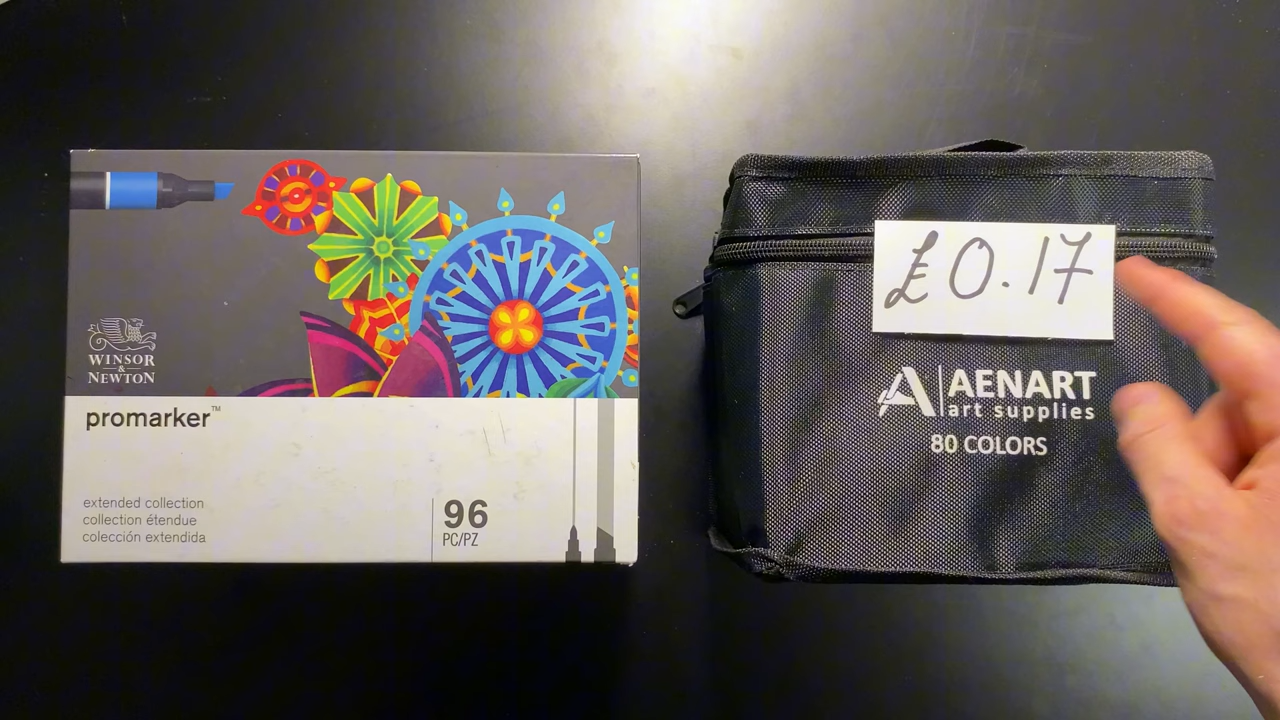 WINSOR
&
NEWTON
promarker™
extended collection
collection étendue
colección extendida
96
PC/PZ
£0.17
A|AENART
art supplies
80 COLORS